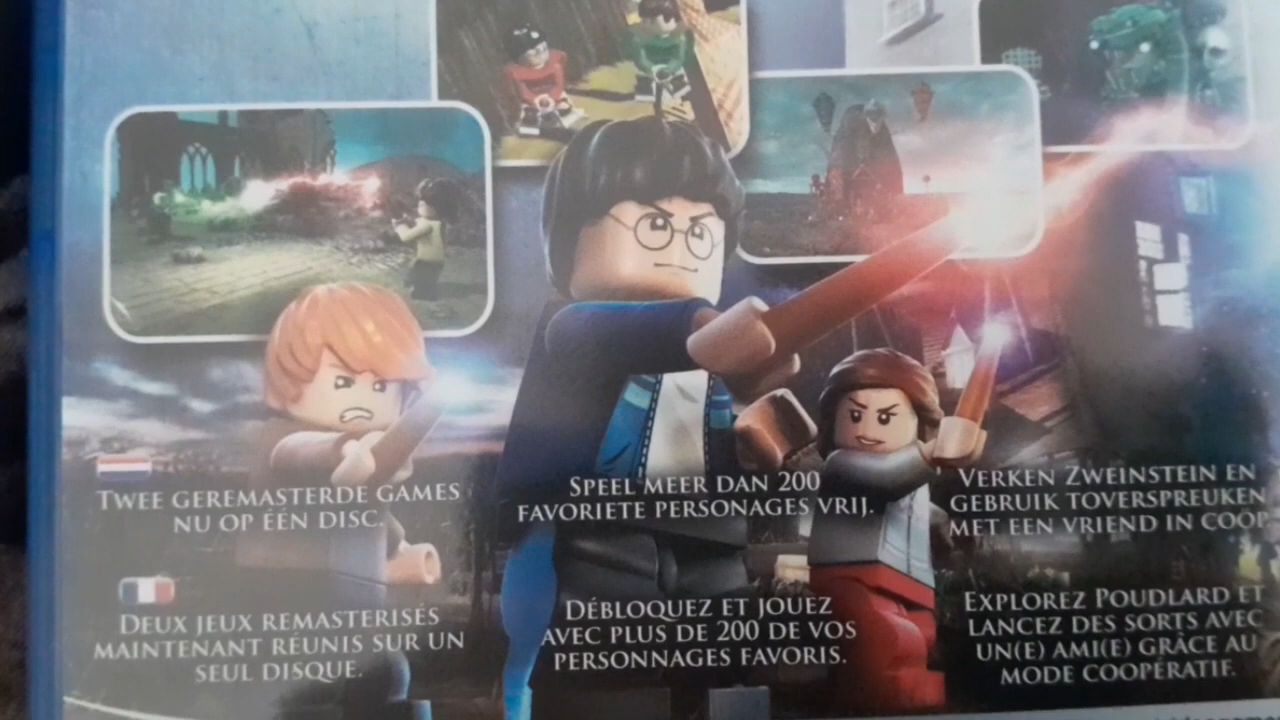 TWEE GEREMASTERDE GAMES
NU OP ÉÉN DISC.
SPEEL MEER DAN 200
FAVORIETE PERSONAGES VRIJ.
VERKEN ZWEINSTEIN EN
GEBRUIK TOVERSPREUKEN
MET EEN VRIEND IN COOP
DEUX JEUX REMASTERISÉS
MAINTENANT RÉUNIS SUR UN
SEUL DISQUE.
DÉBLOQUEZ ET JOUEZ
AVEC PLUS DE 200 DE VOS
PERSONNAGES FAVORIS.
EXPLOREZ POUDLARD ET
LANCEZ DES SORTS AVEC
UN(E) AMI(E) GRÂCE AU
MODE COOPÉRATIF.